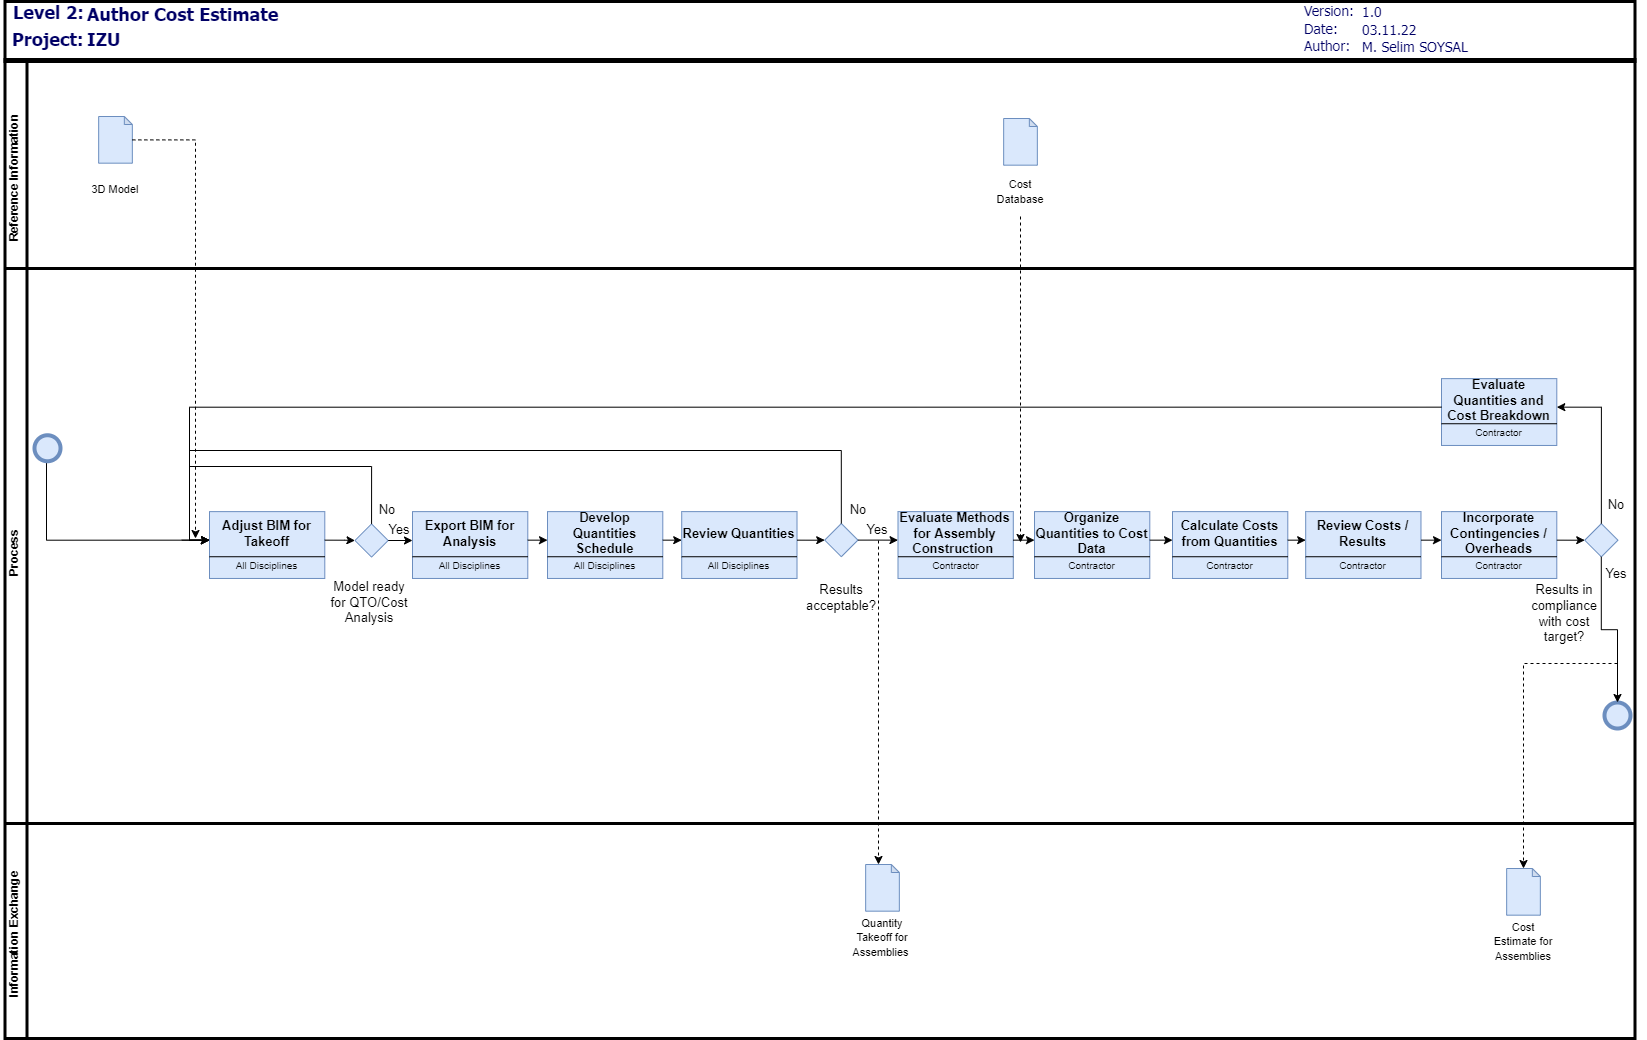 Level 2: Author Cost Estimate
Project: IZU
Version: 1.0
Date: 03.11.22
Author: M. Selim SOYSAL
Reference Information
3D Model
Cost
Database
Process
Evaluate
Quantities and
Cost Breakdown
Contractor
Adjust BIM for
Takeoff
All Disciplines
No
Yes
Model ready
for QTO/Cost
Analysis
Export BIM for
Analysis
All Disciplines
Develop
Quantities
Schedule
All Disciplines
Review Quantities
All Disciplines
No
Yes
Results
acceptable?
Evaluate Methods
for Assembly
Construction
Contractor
Organize
Quantities to Cost
Data
Contractor
Calculate Costs
from Quantities
Contractor
Review Costs /
Results
Contractor
Incorporate
Contingencies /
Overheads
Contractor
No
Yes
Results in
compliance
with cost
target?
Information Exchange
Quantity
Takeoff for
Assemblies
Cost
Estimate for
Assemblies